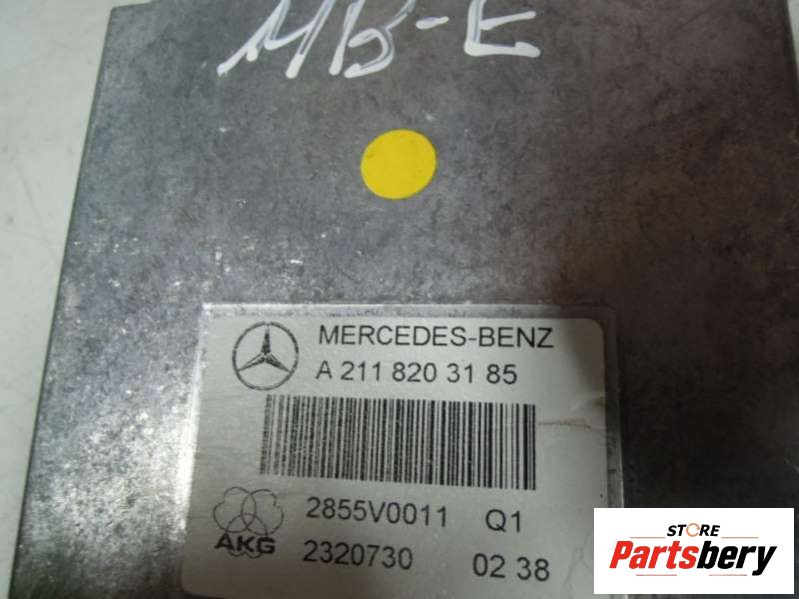 MB-E
MERCEDES-BENZ
A 211 820 31 85
2855V0011 Q1
AKG
2320730 02 38
STORE
Partsbery